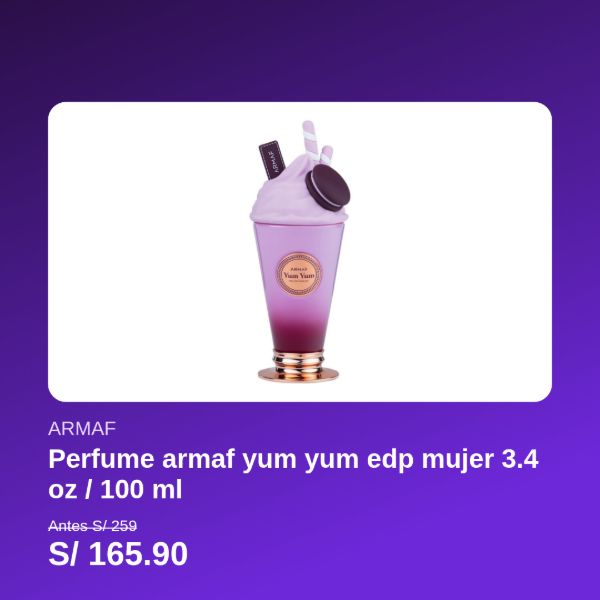 ARMAF
ARMAF
Yum Yum
ARMAF
Perfume armaf yum yum edp mujer 3.4
oz / 100 ml
Antes S/ 259
S/ 165.90